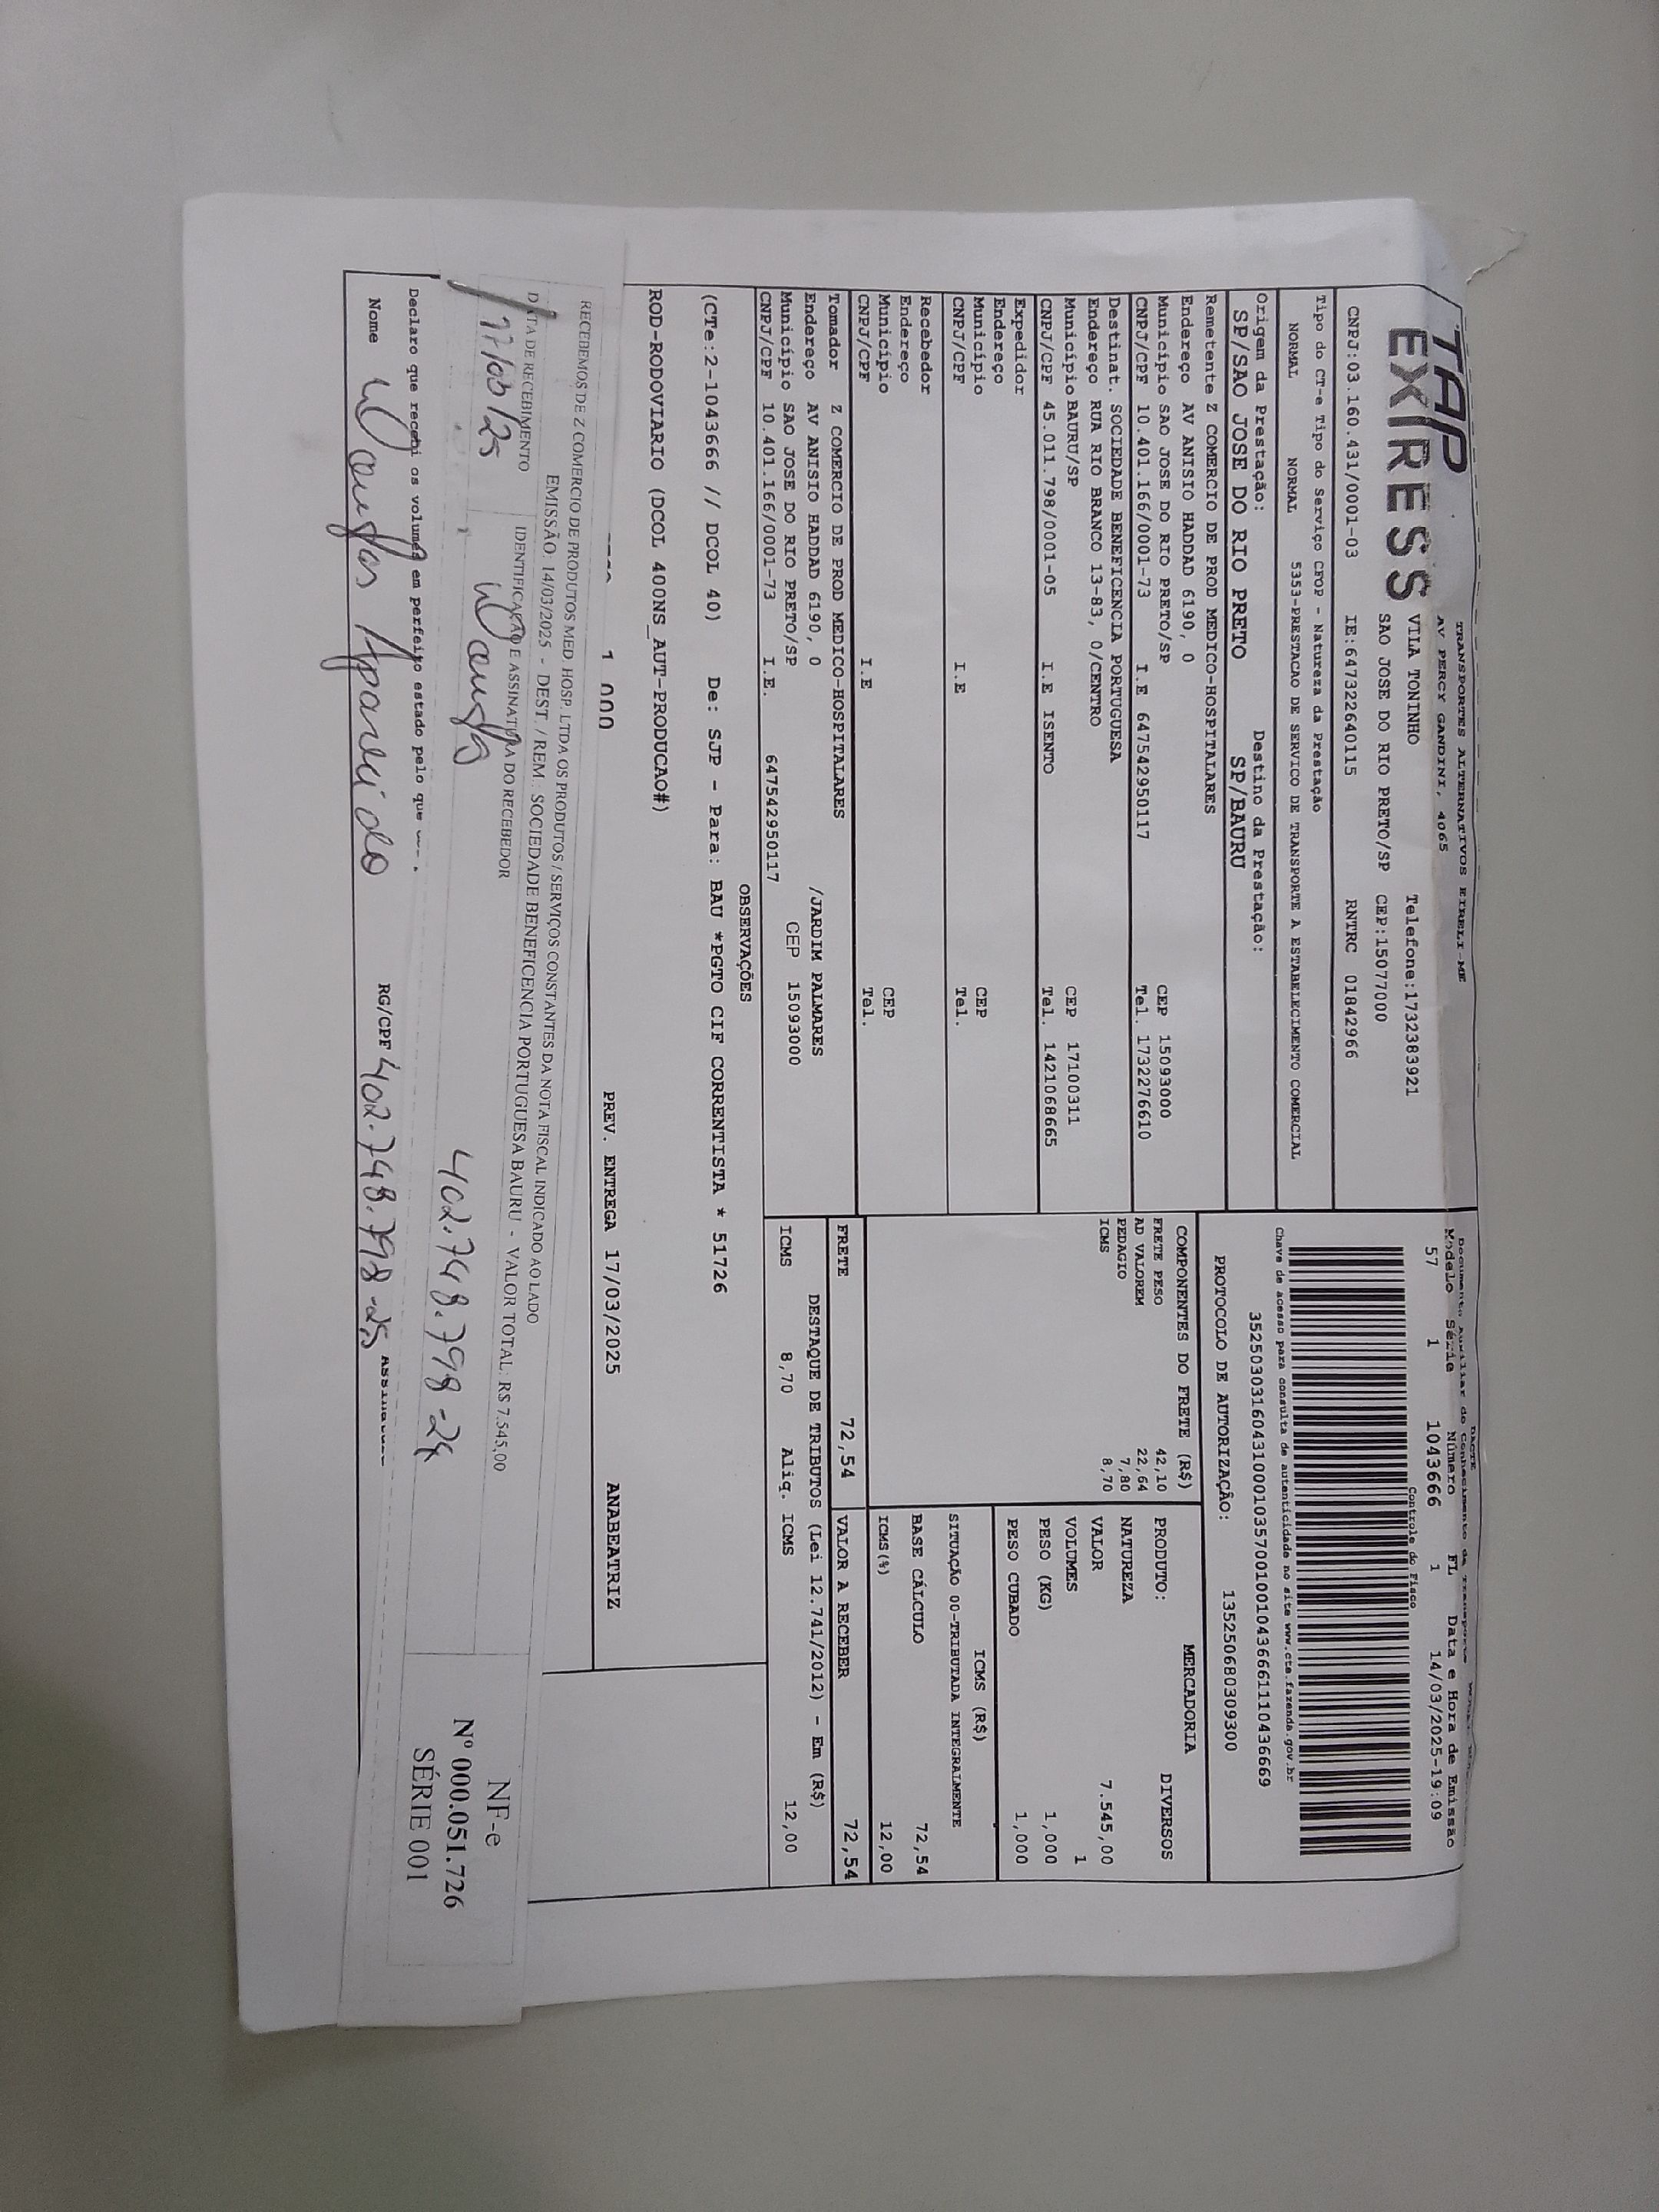 TAP
EXPRESS
TRANSPORTES ALTERNATIVOS EIRELI-ME
AV PERCY GANDINI, 4065
VILA TONINHO Telefone:1732383921
SAO JOSE DO RIO PRETO/SP CEP:15077000
CNPJ:03.160.431/0001-03 IE:647322640115 RNTRC 01842966
Tipo do CT-e Tipo do Serviço CFOP - Natureza da Prestação
NORMAL NORMAL 5353-PRESTACAO DE SERVICO DE TRANSPORTE A ESTABELECIMENTO COMERCIAL
Origem da Prestação: Destino da Prestação:
SP/SAO JOSE DO RIO PRETO SP/BAURU
Remetente Z COMERCIO DE PROD MEDICO-HOSPITALARES
Endereço AV ANISIO HADDAD 6190, 0
Município SAO JOSE DO RIO PRETO/SP CEP 15093000
CNPJ/CPF 10.401.166/0001-73 I.E 647542950117 Tel. 1732276610
Destinat. SOCIEDADE BENEFICENCIA PORTUGUESA
Endereço RUA RIO BRANCO 13-83, 0/CENTRO
Município BAURU/SP CEP 17100311
CNPJ/CPF 45.011.798/0001-05 I.E ISENTO Tel. 1421068665
Expedidor
Endereço
Município CEP
CNPJ/CPF I.E Tel.
Recebedor
Endereço
Município CEP
CNPJ/CPF I.E Tel.
Tomador Z COMERCIO DE PROD MEDICO-HOSPITALARES
Endereço AV ANISIO HADDAD 6190, 0 /JARDIM PALMARES
Município SAO JOSE DO RIO PRETO/SP CEP 15093000
CNPJ/CPF 10.401.166/0001-73 I.E. 647542950117
DACTE
Documento Auxiliar do Conhecimento de Transporte
Modelo Série Número FL Data e Hora de Emissão
57 1 1043666 1 14/03/2025-19:09
Controle do Fisco
Chave de acesso para consulta de autenticidade no site www.cte.fazenda.gov.br
35250303160431000103570010010436661110436669
PROTOCOLO DE AUTORIZAÇÃO: 135250680309300
COMPONENTES DO FRETE (R$)
FRETE PESO 42,10
AD VALOREM 22,64
PEDAGIO 7,80
ICMS 8,70
MERCADORIA
PRODUTO: DIVERSOS
NATUREZA
VALOR 7.545,00
VOLUMES 1
PESO (KG) 1,000
PESO CUBADO 1,000
ICMS (R$)
SITUAÇÃO 00-TRIBUTADA INTEGRALMENTE
BASE CÁLCULO 72,54
ICMS(%) 12,00
FRETE 72,54 VALOR A RECEBER 72,54
DESTAQUE DE TRIBUTOS (Lei 12.741/2012) - Em (R$)
ICMS 8,70 Aliq. ICMS 12,00
OBSERVAÇÕES
(CTe:2-1043666 // DCOL 40) De: SJP - Para: BAU *PGTO CIF CORRENTISTA * 51726
ROD-RODOVIARIO (DCOL 400NS_AUT-PRODUCAO#)
1 000 PREV. ENTREGA 17/03/2025 ANABEATRIZ
RECEBEMOS DE Z COMERCIO DE PRODUTOS MED. HOSP. LTDA OS PRODUTOS / SERVIÇOS CONSTANTES DA NOTA FISCAL INDICADO AO LADO
EMISSÃO: 14/03/2025 - DEST. / REM.: SOCIEDADE BENEFICENCIA PORTUGUESA BAURU - VALOR TOTAL: R$ 7.545,00
DATA DE RECEBIMENTO IDENTIFICAÇÃO E ASSINATURA DO RECEBEDOR
17/03/25 402.748.798-28
NF-e
Nº 000.051.726
SÉRIE 001
Declaro que recebi os volumes em perfeito estado pelo que
Nome Aparecido RG/CPF 402.748.798-28 Assinatura